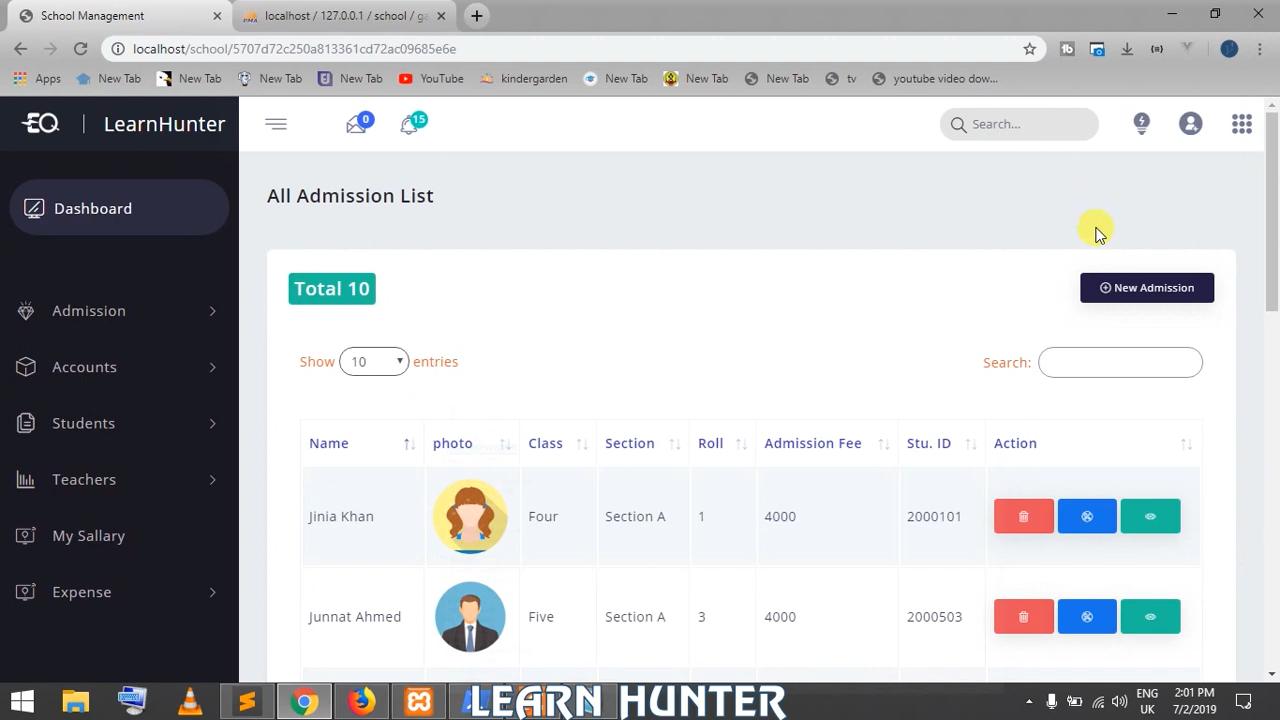 School Management
localhost / 127.0.0.1 / school / ga
localhost/school/5707d72c250a813361cd72ac09685e6e
Apps New Tab New Tab New Tab New Tab YouTube kindergarden New Tab New Tab New Tab tv youtube video dow...
EQ | LearnHunter
0
15
Search...
Dashboard
All Admission List
Total 10
New Admission
Admission
Show 10 entries
Search:
Accounts
Students
Name photo Class Section Roll Admission Fee Stu. ID Action
Teachers
Jinia Khan Four Section A 1 4000 2000101
My Sallary
Expense
Junnat Ahmed Five Section A 3 4000 2000503
LEARN HUNTER
ENG
UK
2:01 PM
7/2/2019